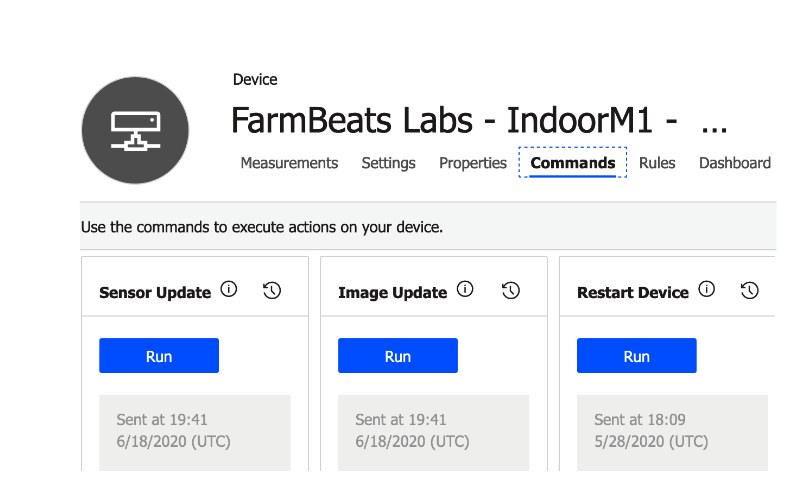 Device
FarmBeats Labs - IndoorM1 - ...
Measurements Settings Properties Commands Rules Dashboard
Use the commands to execute actions on your device.
Sensor Update Image Update Restart Device
Run Run Run
Sent at 19:41 Sent at 19:41 Sent at 18:09
6/18/2020 (UTC) 6/18/2020 (UTC) 5/28/2020 (UTC)